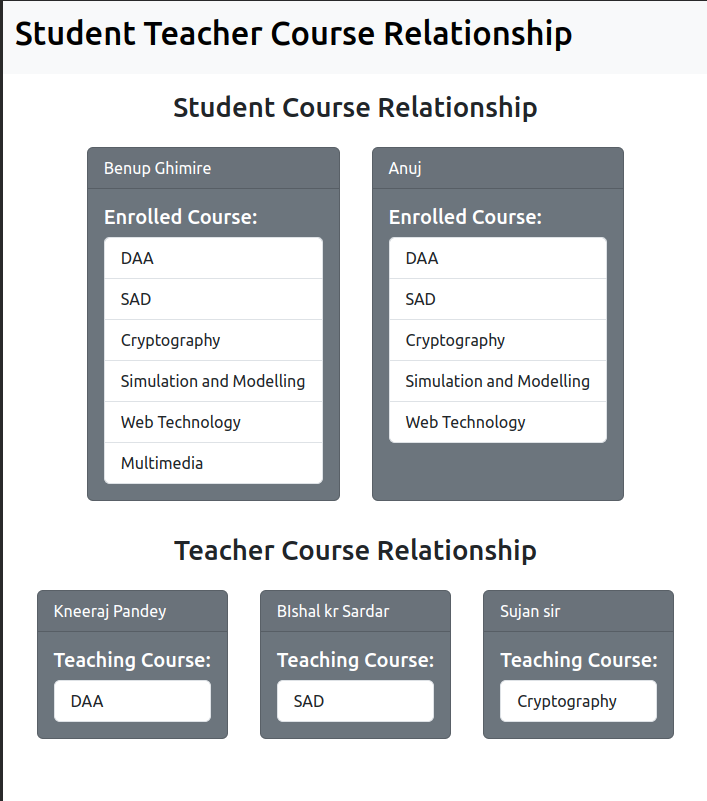 Student Teacher Course Relationship
Student Course Relationship
Benup Ghimire
Enrolled Course:
DAA
SAD
Cryptography
Simulation and Modelling
Web Technology
Multimedia
Anuj
Enrolled Course:
DAA
SAD
Cryptography
Simulation and Modelling
Web Technology
Teacher Course Relationship
Kneeraj Pandey
Teaching Course:
DAA
BIshal kr Sardar
Teaching Course:
SAD
Sujan sir
Teaching Course:
Cryptography